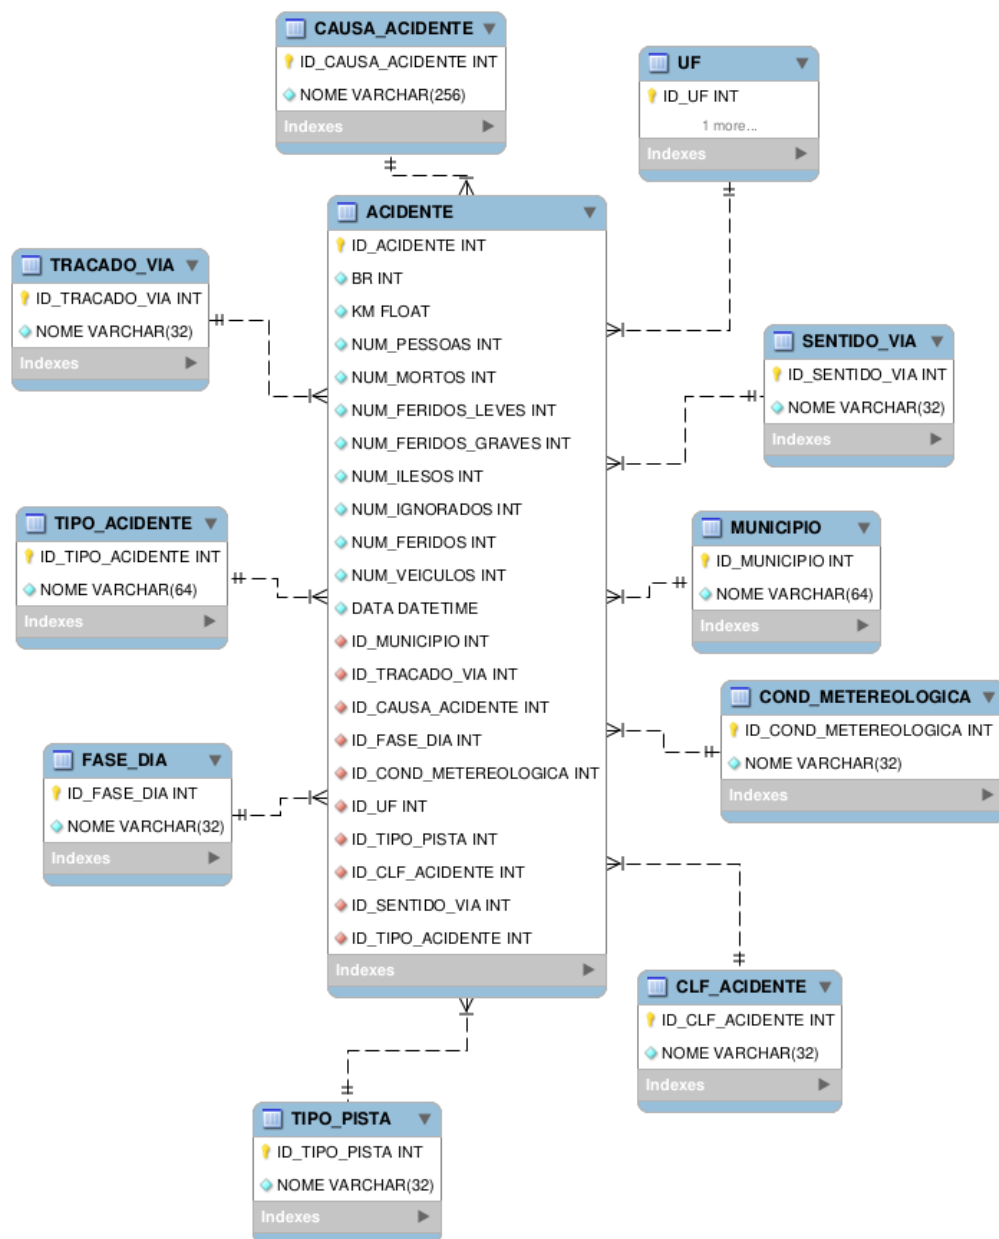 CAUSA_ACIDENTE
ID_CAUSA_ACIDENTE INT
NOME VARCHAR(256)
Indexes
UF
ID_UF INT
1 more...
Indexes
ACIDENTE
ID_ACIDENTE INT
BR INT
KM FLOAT
NUM_PESSOAS INT
NUM_MORTOS INT
NUM_FERIDOS_LEVES INT
NUM_FERIDOS_GRAVES INT
NUM_ILESOS INT
NUM_IGNORADOS INT
NUM_FERIDOS INT
NUM_VEICULOS INT
DATA DATETIME
ID_MUNICIPIO INT
ID_TRACADO_VIA INT
ID_CAUSA_ACIDENTE INT
ID_FASE_DIA INT
ID_COND_METEREOLOGICA INT
ID_UF INT
ID_TIPO_PISTA INT
ID_CLF_ACIDENTE INT
ID_SENTIDO_VIA INT
ID_TIPO_ACIDENTE INT
Indexes
TRACADO_VIA
ID_TRACADO_VIA INT
NOME VARCHAR(32)
Indexes
SENTIDO_VIA
ID_SENTIDO_VIA INT
NOME VARCHAR(32)
Indexes
TIPO_ACIDENTE
ID_TIPO_ACIDENTE INT
NOME VARCHAR(64)
Indexes
MUNICIPIO
ID_MUNICIPIO INT
NOME VARCHAR(64)
Indexes
COND_METEREOLOGICA
ID_COND_METEREOLOGICA INT
NOME VARCHAR(32)
Indexes
FASE_DIA
ID_FASE_DIA INT
NOME VARCHAR(32)
Indexes
CLF_ACIDENTE
ID_CLF_ACIDENTE INT
NOME VARCHAR(32)
Indexes
TIPO_PISTA
ID_TIPO_PISTA INT
NOME VARCHAR(32)
Indexes